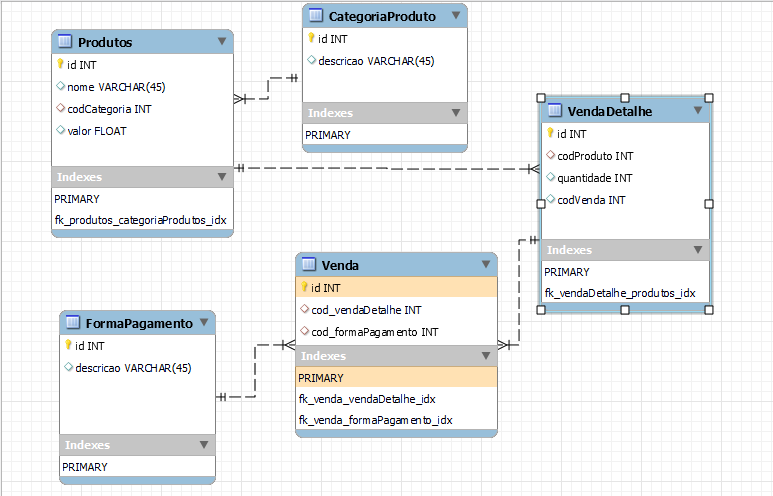 Produtos
id INT
nome VARCHAR(45)
codCategoria INT
valor FLOAT
Indexes
PRIMARY
fk_produtos_categoriaProdutos_idx
CategoriaProduto
id INT
descricao VARCHAR(45)
Indexes
PRIMARY
VendaDetalhe
id INT
codProduto INT
quantidade INT
codVenda INT
Indexes
PRIMARY
fk_vendaDetalhe_produtos_idx
Venda
id INT
cod_vendaDetalhe INT
cod_formaPagamento INT
Indexes
PRIMARY
fk_venda_vendaDetalhe_idx
fk_venda_formaPagamento_idx
FormaPagamento
id INT
descricao VARCHAR(45)
Indexes
PRIMARY